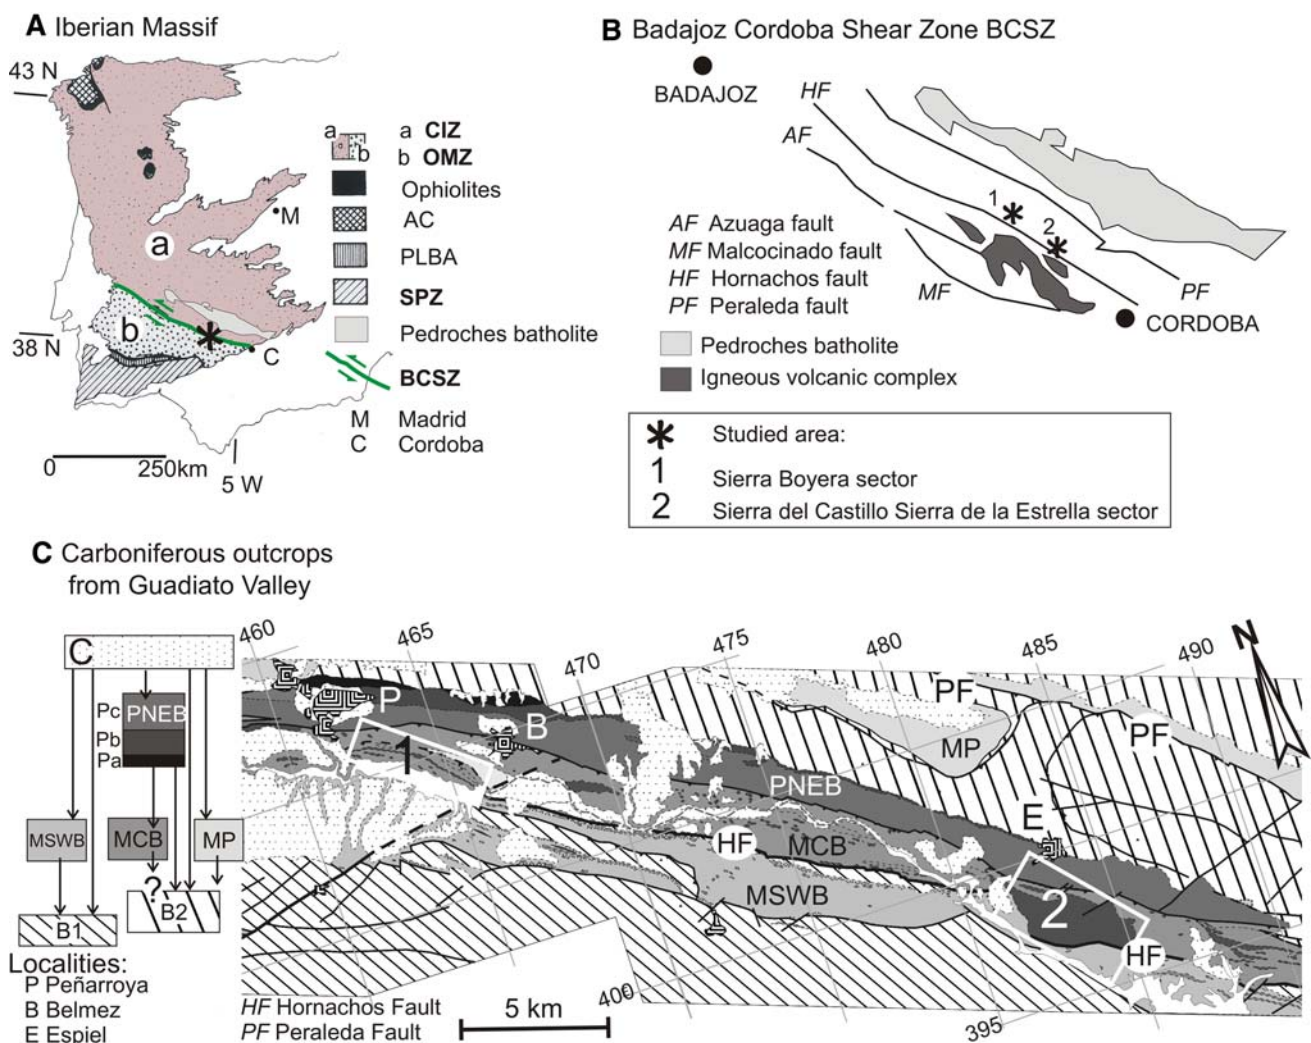 A Iberian Massif
43 N
38 N
a
b
M
C
0 250km
5 W
a
b
a CIZ
b OMZ
Ophiolites
AC
PLBA
SPZ
Pedroches batholite
BCSZ
M Madrid
C Cordoba
B Badajoz Cordoba Shear Zone BCSZ
BADAJOZ
HF
AF
1
2
MF
PF
CORDOBA
AF Azuaga fault
MF Malcocinado fault
HF Hornachos fault
PF Peraleda fault
Pedroches batholite
Igneous volcanic complex
Studied area:
1 Sierra Boyera sector
2 Sierra del Castillo Sierra de la Estrella sector
C Carboniferous outcrops
from Guadiato Valley
C
Pc PNEB
Pb
Pa
MSWB
MCB
MP
?
B1
B2
Localities:
P Peñarroya
B Belmez
E Espiel
460
465
470
475
480
485
490
N
P
B
1
PF
MP
PF
PNEB
E
HF
MCB
MSWB
2
HF
400
395
HF Hornachos Fault
PF Peraleda Fault
5 km